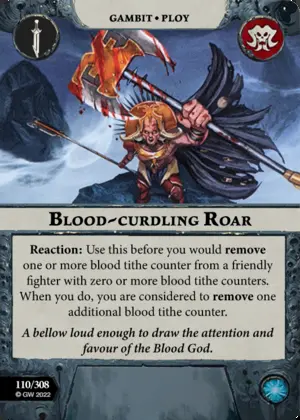 GAMBIT • PLOY
BLOOD-CURDLING ROAR
Reaction: Use this before you would remove
one or more blood tithe counter from a friendly
fighter with zero or more blood tithe counters.
When you do, you are considered to remove one
additional blood tithe counter.
A bellow loud enough to draw the attention and
favour of the Blood God.
110/308
© GW 2022